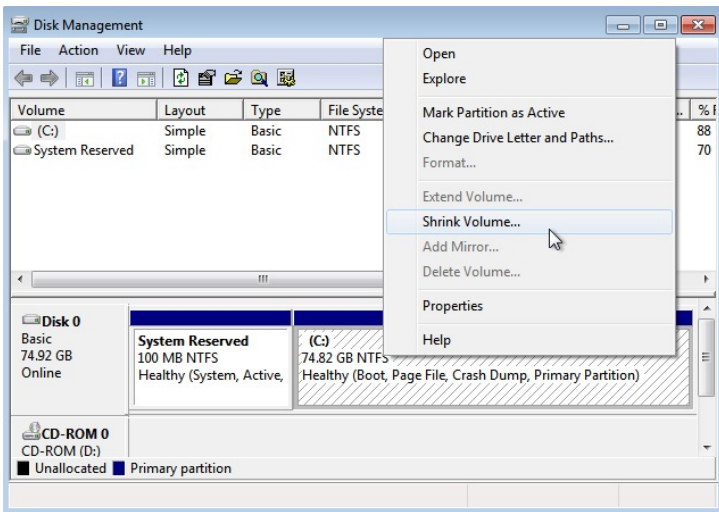 Disk Management
File Action View Help
Volume Layout Type File Syste .. % F
(C:) Simple Basic NTFS 88
System Reserved Simple Basic NTFS 70
Open
Explore
Mark Partition as Active
Change Drive Letter and Paths...
Format...
Extend Volume...
Shrink Volume...
Add Mirror...
Delete Volume...
Properties
Help
Disk 0
Basic
74.92 GB
Online
System Reserved
100 MB NTFS
Healthy (System, Active,
(C:)
74.82 GB NTFS
Healthy (Boot, Page File, Crash Dump, Primary Partition)
CD-ROM 0
CD-ROM (D:)
Unallocated Primary partition